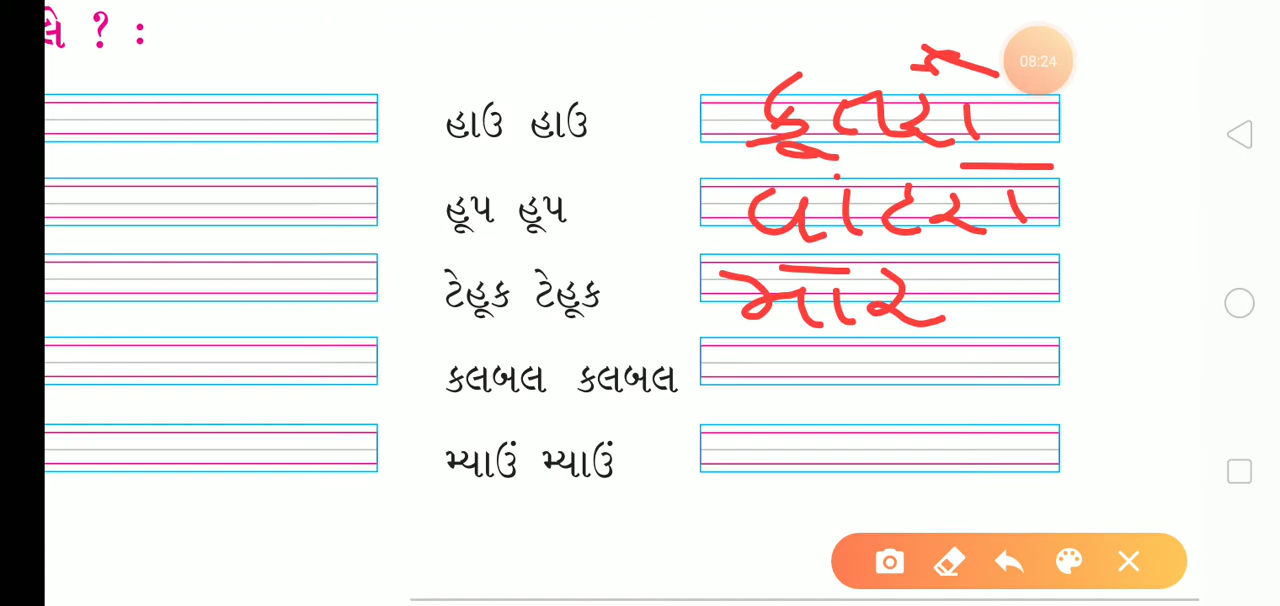 લે ? :
08:24
હાઉ હાઉ કૂતરો
હૂપ હૂપ વાંદરો
ટેહૂક ટેહૂક મોર
કલબલ કલબલ
મ્યાઉં મ્યાઉં